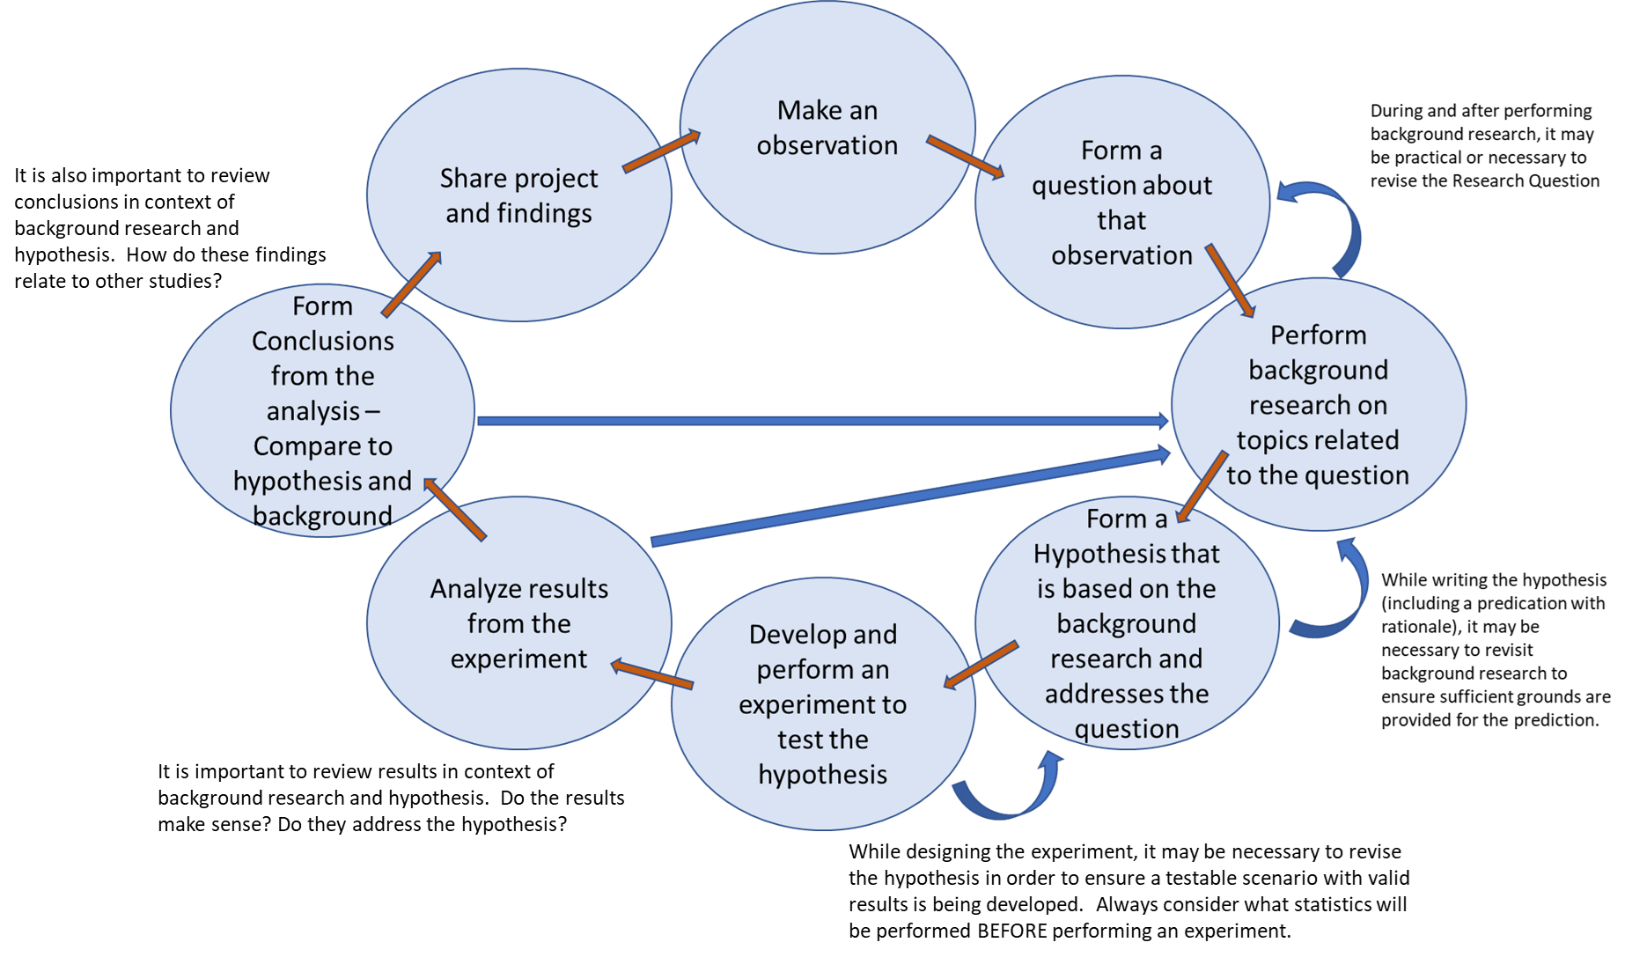 Make an
observation
Form a
question about
that
observation
During and after performing
background research, it may
be practical or necessary to
revise the Research Question
Perform
background
research on
topics related
to the question
Form a
Hypothesis that
is based on the
background
research and
addresses the
question
While writing the hypothesis
(including a predication with
rationale), it may be
necessary to revisit
background research to
ensure sufficient grounds are
provided for the prediction.
Develop and
perform an
experiment to
test the
hypothesis
While designing the experiment, it may be necessary to revise
the hypothesis in order to ensure a testable scenario with valid
results is being developed.  Always consider what statistics will
be performed BEFORE performing an experiment.
Analyze results
from the
experiment
It is important to review results in context of
background research and hypothesis.  Do the results
make sense? Do they address the hypothesis?
Form
Conclusions
from the
analysis –
Compare to
hypothesis and
background
It is also important to review
conclusions in context of
background research and
hypothesis.  How do these findings
relate to other studies?
Share project
and findings